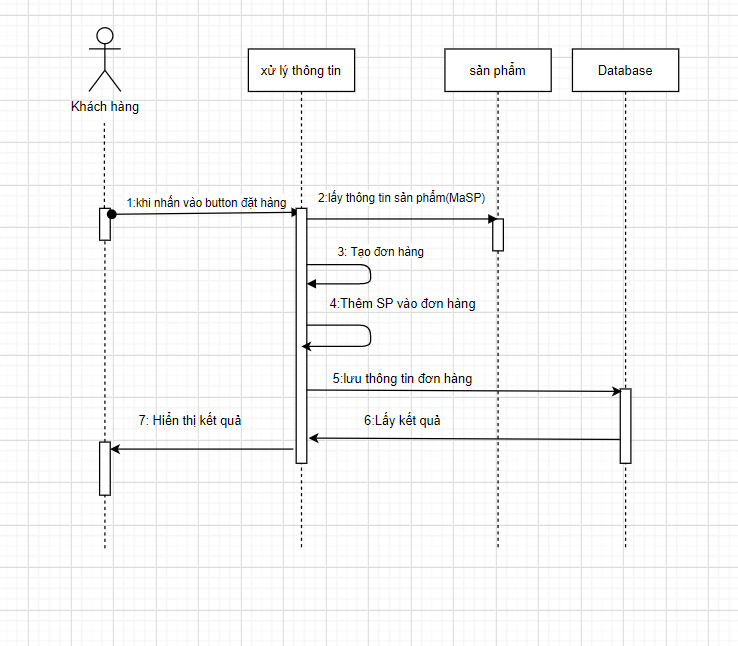 xử lý thông tin
sản phẩm
Database
Khách hàng
1:khi nhấn vào button đặt hàng
2:lấy thông tin sản phẩm(MaSP)
3: Tạo đơn hàng
4:Thêm SP vào đơn hàng
5:lưu thông tin đơn hàng
7: Hiển thị kết quả
6:Lấy kết quả